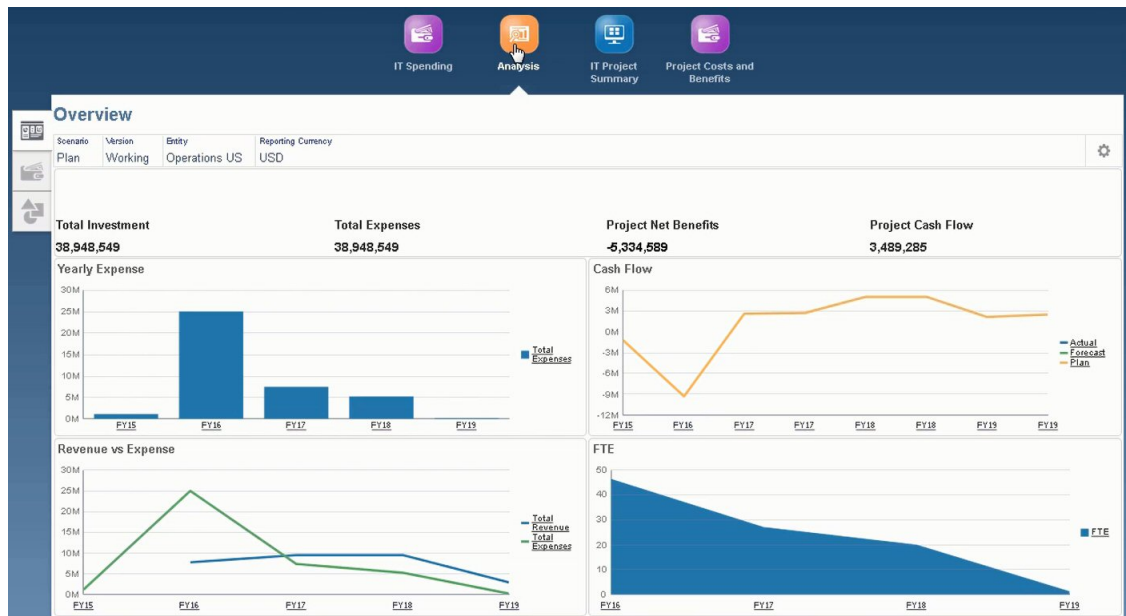 IT Spending
Analysis
IT Project
Summary
Project Costs and
Benefits
Overview
Scenario Version Entity Reporting Currency
Plan Working Operations US USD
Total Investment Total Expenses Project Net Benefits Project Cash Flow
38,948,549 38,948,549 -5,334,589 3,489,285
Yearly Expense
30M
25M
20M
15M
10M
5M
0M
FY15 FY16 FY17 FY18 FY19
Total
Expenses
Cash Flow
6M
3M
0M
-3M
-6M
-9M
-12M
FY15 FY16 FY17 FY17 FY18 FY18 FY19 FY19
Actual
Forecast
Plan
Revenue vs Expense
30M
25M
20M
15M
10M
5M
0M
FY15 FY16 FY17 FY18 FY19
Total
Revenue
Total
Expenses
FTE
50
40
30
20
10
0
FY16 FY17 FY18 FY19
FTE